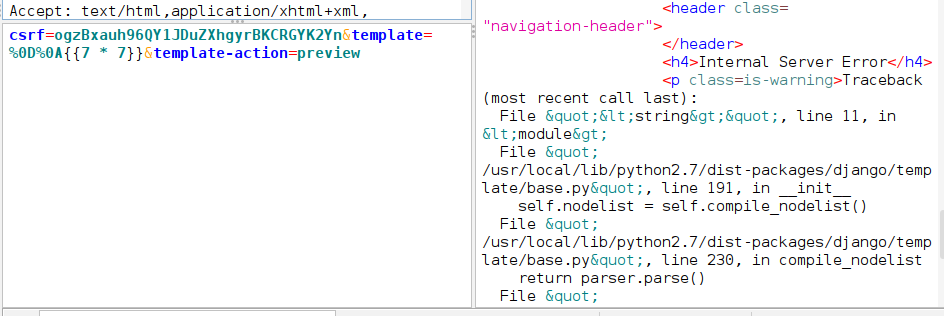 Accept: text/html,application/xhtml+xml,
csrf=ogzBxauh96QY1JDuZXhgyrBKCRGYK2Yn&template=
%0D%0A{{7 * 7}}&template-action=preview
<header class=
"navigation-header">
</header>
<h4>Internal Server Error</h4>
<p class=is-warning>Traceback
(most recent call last):
File &quot;&lt;string&gt;&quot;, line 11, in
&lt;module&gt;
File &quot;
/usr/local/lib/python2.7/dist-packages/django/temp
late/base.py&quot;, line 191, in __init__
self.nodelist = self.compile_nodelist()
File &quot;
/usr/local/lib/python2.7/dist-packages/django/temp
late/base.py&quot;, line 230, in compile_nodelist
return parser.parse()
File &quot;